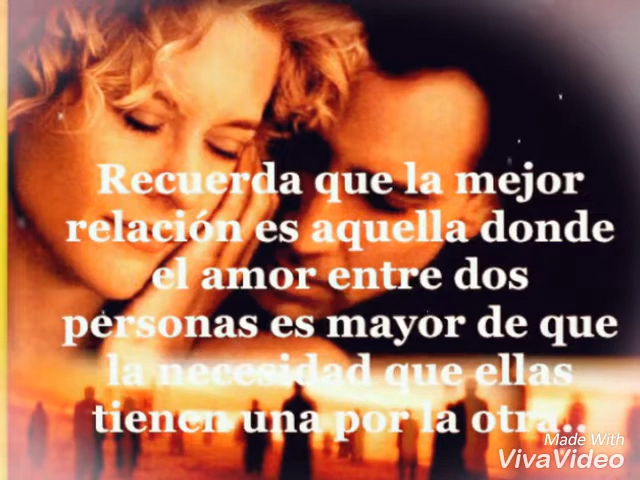 Recuerda que la mejor
relación es aquella donde
el amor entre dos
personas es mayor de que
la necesidad que ellas
tienen una por la otra..
Made With
VivaVideo